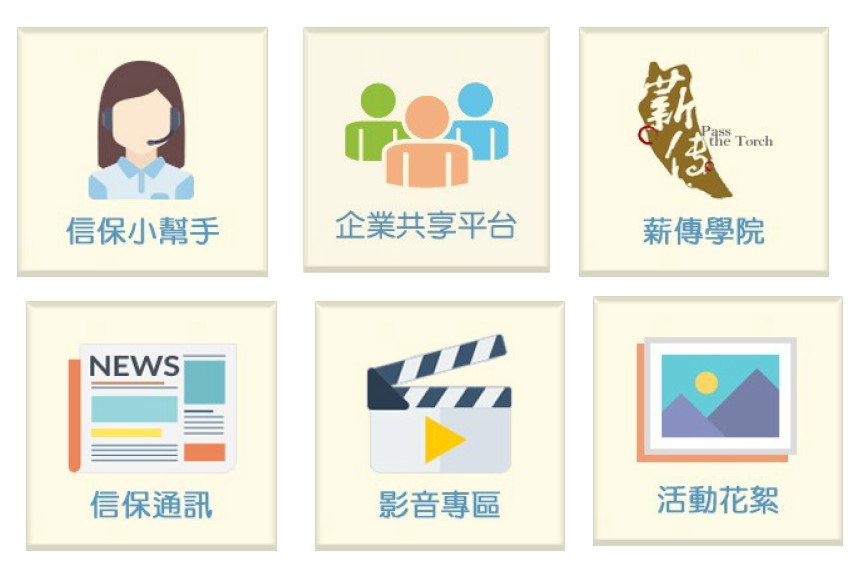 信保小幫手
企業共享平台
薪傳
Pass
the Torch
薪傳學院
NEWS
信保通訊
影音專區
活動花絮